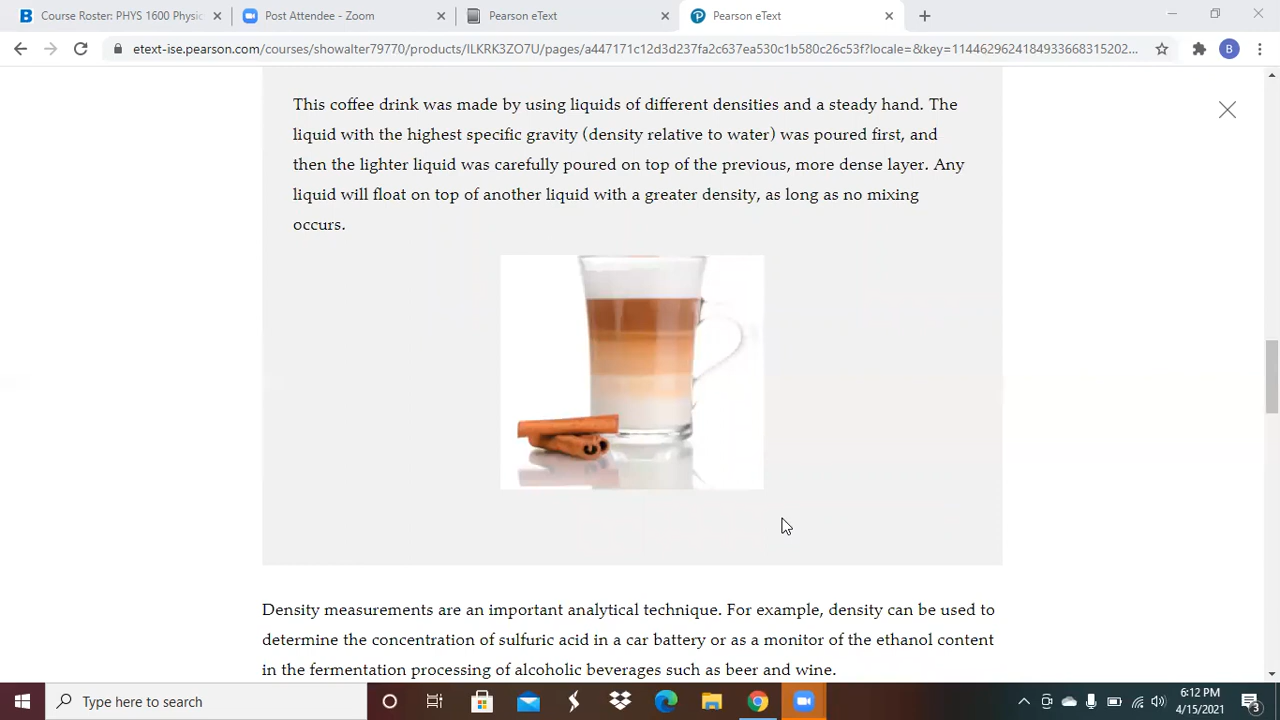 Course Roster: PHYS 1600 Physic
Post Attendee - Zoom
Pearson eText
Pearson eText
etext-ise.pearson.com/courses/showalter79770/products/ILKRK3ZO7U/pages/a447171c12d3d237fa2c637ea530c1b580c26c53f?locale=&key=11446296241849336683152​02...
B
This coffee drink was made by using liquids of different densities and a steady hand. The
liquid with the highest specific gravity (density relative to water) was poured first, and
then the lighter liquid was carefully poured on top of the previous, more dense layer. Any
liquid will float on top of another liquid with a greater density, as long as no mixing
occurs.
Density measurements are an important analytical technique. For example, density can be used to
determine the concentration of sulfuric acid in a car battery or as a monitor of the ethanol content
in the fermentation processing of alcoholic beverages such as beer and wine.
Type here to search
6:12 PM
4/15/2021
3